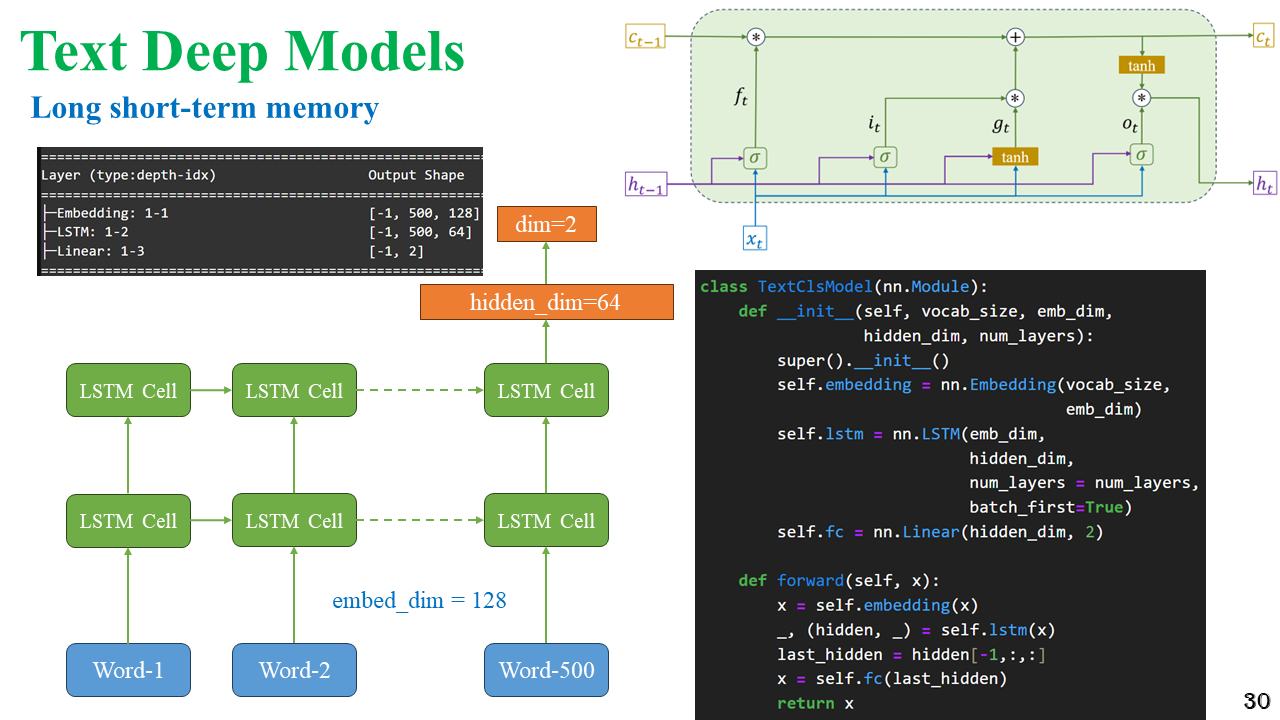 Text Deep Models
Long short-term memory
================================================================
Layer (type:depth-idx) Output Shape
================================================================
├─Embedding: 1-1 [-1, 500, 128]
├─LSTM: 1-2 [-1, 500, 64]
├─Linear: 1-3 [-1, 2]
================================================================
dim=2
hidden_dim=64
LSTM Cell LSTM Cell LSTM Cell
LSTM Cell LSTM Cell LSTM Cell
embed_dim = 128
Word-1 Word-2 Word-500
c_{t-1} * + c_t
tanh
f_t * *
i_t g_t o_t
σ σ tanh σ
h_{t-1} h_t
x_t
class TextClsModel(nn.Module):
    def __init__(self, vocab_size, emb_dim,
                 hidden_dim, num_layers):
        super().__init__()
        self.embedding = nn.Embedding(vocab_size,
                                      emb_dim)
        self.lstm = nn.LSTM(emb_dim,
                            hidden_dim,
                            num_layers = num_layers,
                            batch_first=True)
        self.fc = nn.Linear(hidden_dim, 2)
    def forward(self, x):
        x = self.embedding(x)
        _, (hidden, _) = self.lstm(x)
        last_hidden = hidden[-1,:,:]
        x = self.fc(last_hidden)
        return x
30